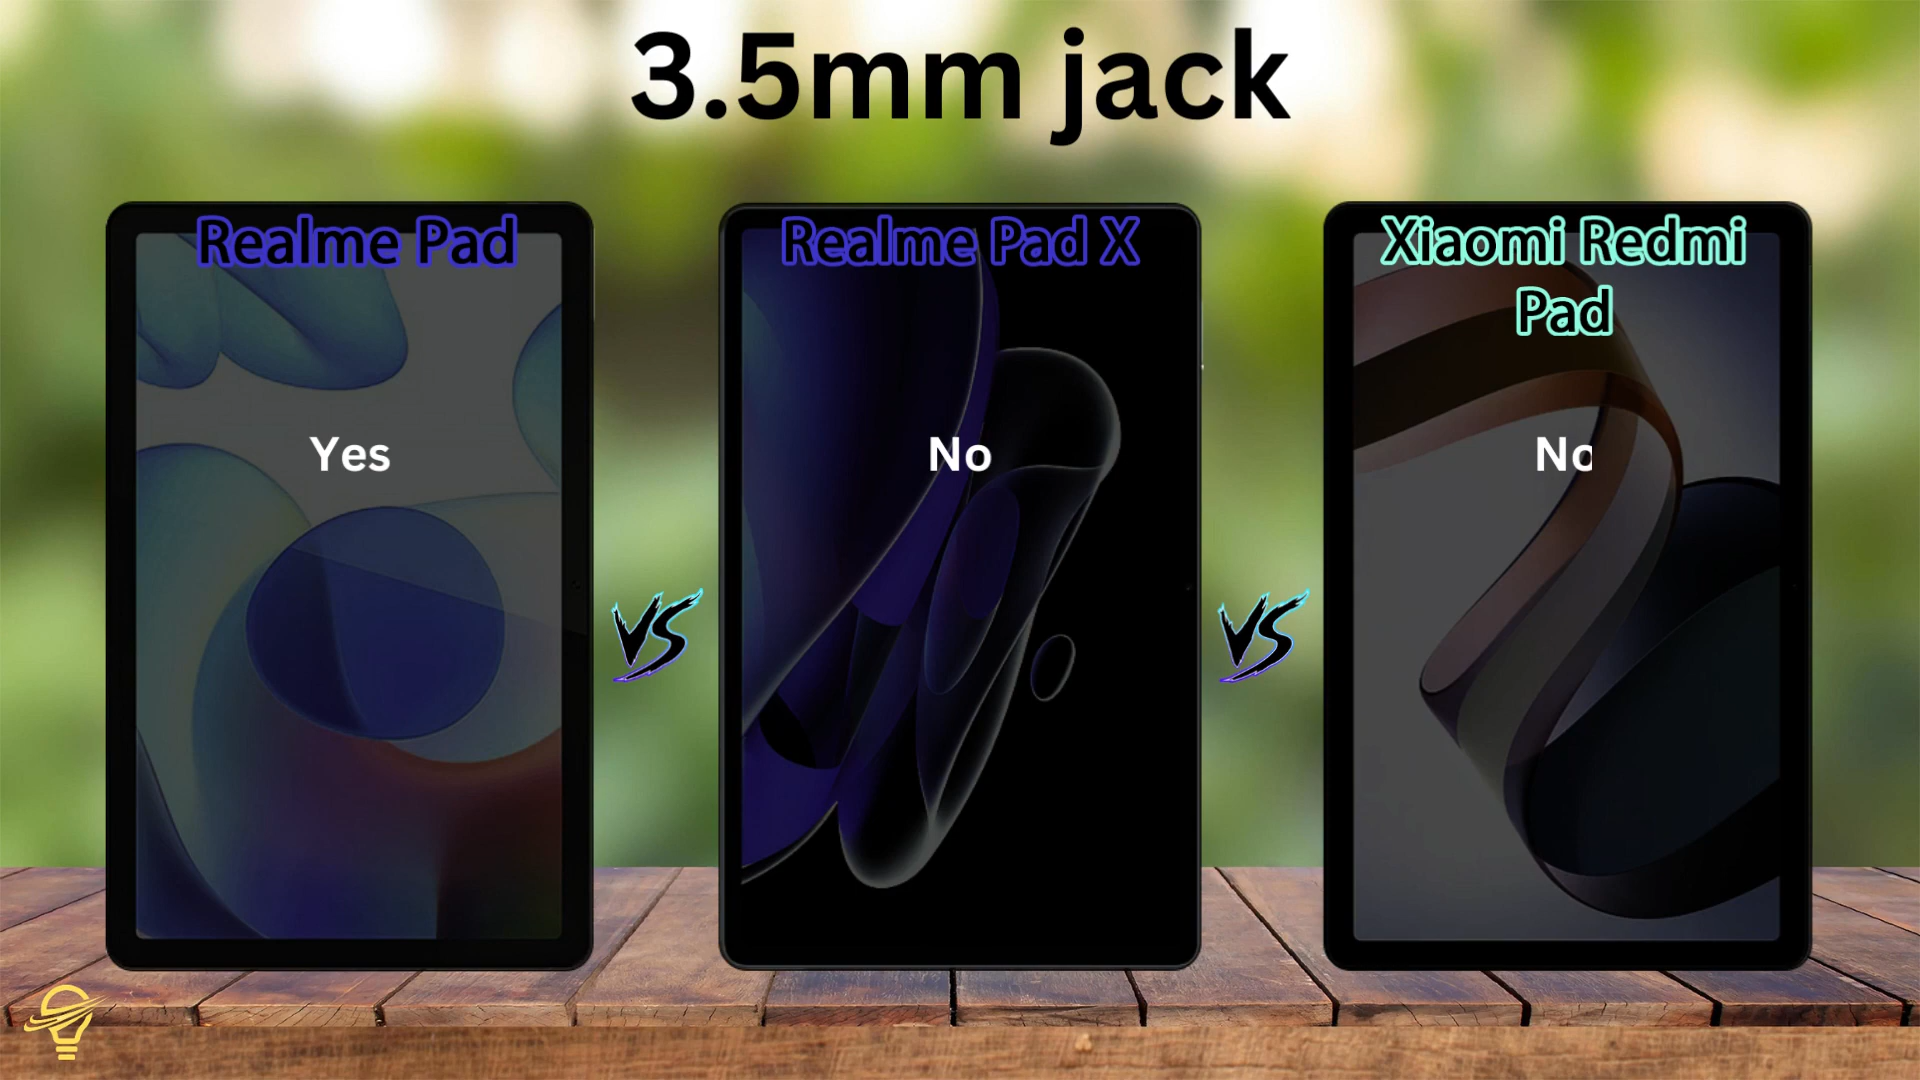 3.5mm jack
Realme Pad
Realme Pad X
Xiaomi Redmi
Pad
Yes
No
No
VS
VS